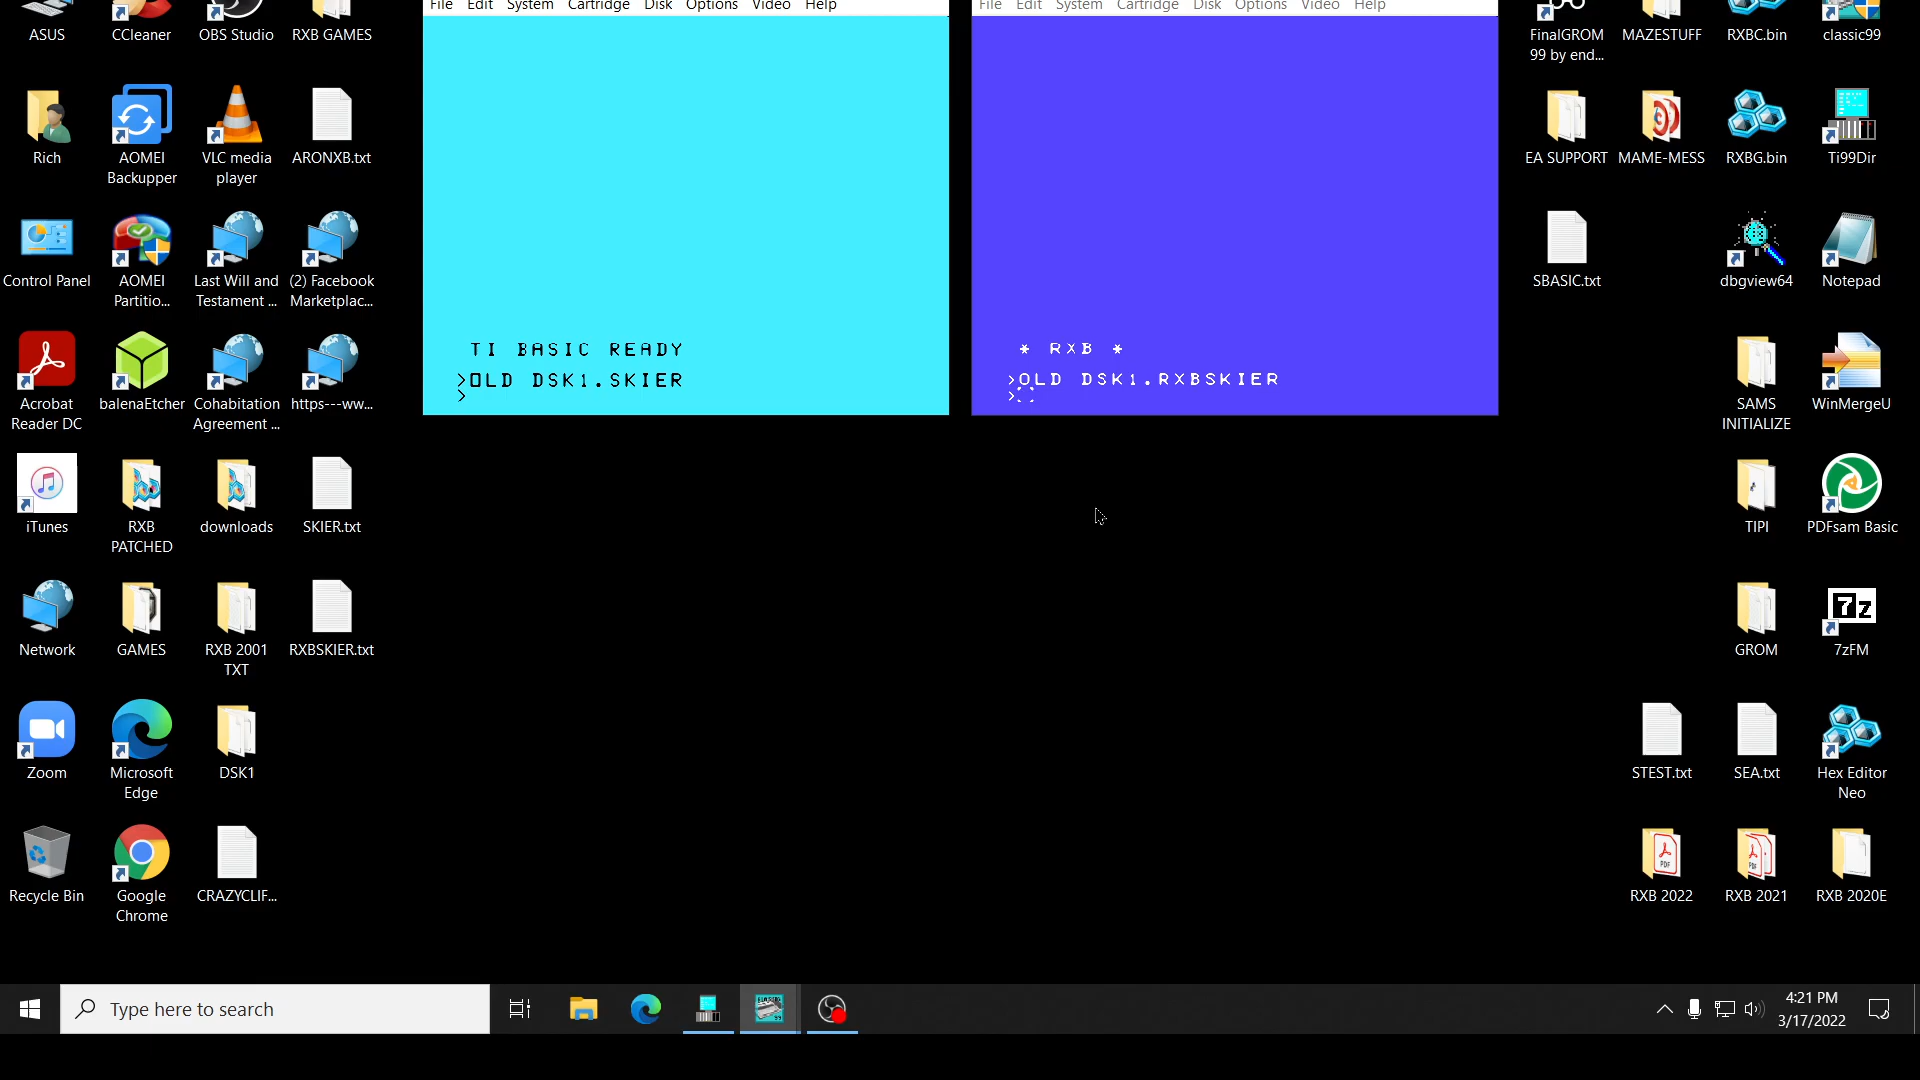 File Edit System Cartridge Disk Options Video Help
File Edit System Cartridge Disk Options Video Help
ASUS
CCleaner
OBS Studio
RXB GAMES
FinalGROM
99 by end...
MAZESTUFF
RXBC.bin
classic99
Rich
AOMEI
Backupper
VLC media
player
ARONXB.txt
EA SUPPORT
MAME-MESS
RXBG.bin
Ti99Dir
Control Panel
AOMEI
Partitio...
Last Will and
Testament ...
(2) Facebook
Marketplac...
SBASIC.txt
dbgview64
Notepad
TI BASIC READY
>OLD DSK1.SKIER
>
* RXB *
>OLD DSK1.RXBSKIER
>
Acrobat
Reader DC
balenaEtcher
Cohabitation
Agreement ...
https---ww...
SAMS
INITIALIZE
WinMergeU
iTunes
RXB
PATCHED
downloads
SKIER.txt
TIPI
PDFsam Basic
Network
GAMES
RXB 2001
TXT
RXBSKIER.txt
GROM
7z
7zFM
Zoom
Microsoft
Edge
DSK1
STEST.txt
SEA.txt
Hex Editor
Neo
Recycle Bin
Google
Chrome
CRAZYCLIF...
PDF
RXB 2022
RXB 2021
RXB 2020E
Type here to search
4:21 PM
3/17/2022